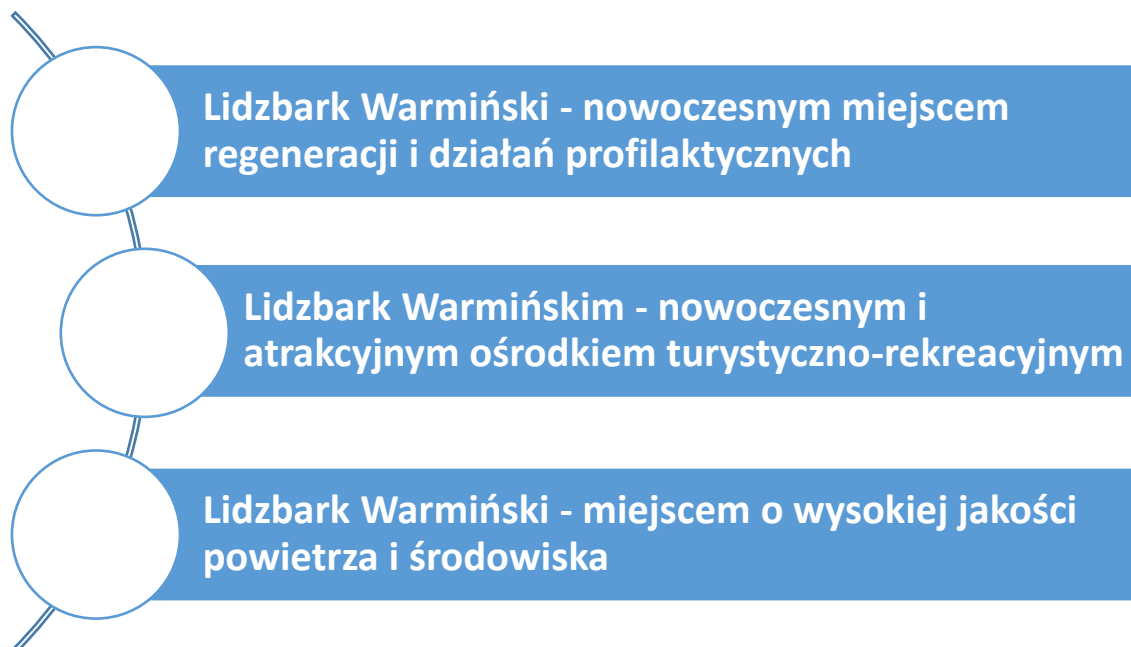 Lidzbark Warmiński - nowoczesnym miejscem
regeneracji i działań profilaktycznych
Lidzbark Warmińskim - nowoczesnym i
atrakcyjnym ośrodkiem turystyczno-rekreacyjnym
Lidzbark Warmiński - miejscem o wysokiej jakości
powietrza i środowiska